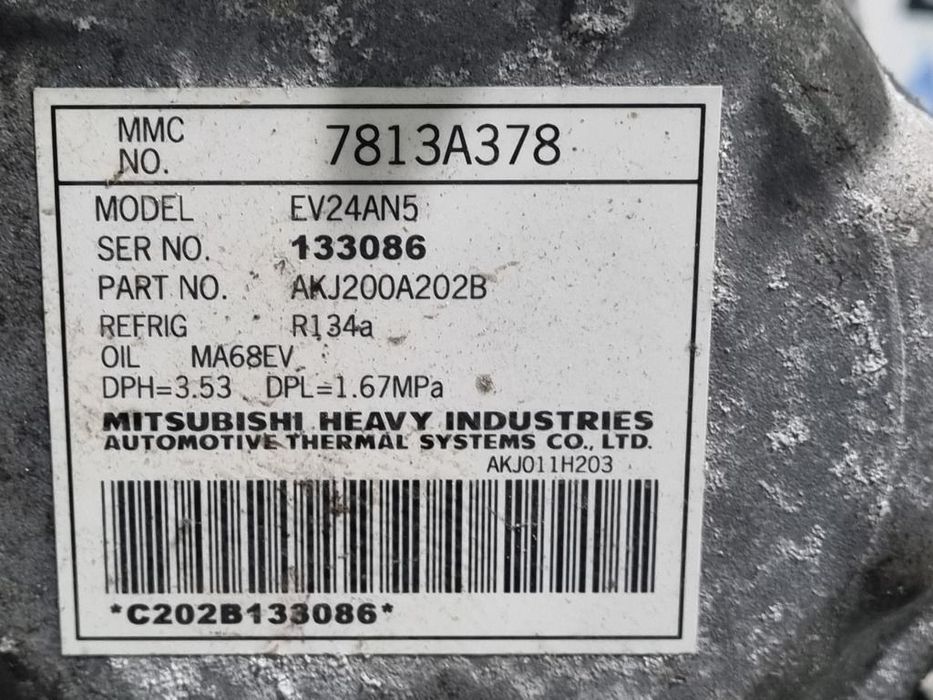 MMC NO. 7813A378
MODEL EV24AN5
SER NO. 133086
PART NO. AKJ200A202B
REFRIG R134a
OIL MA68EV
DPH=3.53 DPL=1.67MPa
MITSUBISHI HEAVY INDUSTRIES
AUTOMOTIVE THERMAL SYSTEMS CO., LTD.
AKJ011H203
*C202B133086*